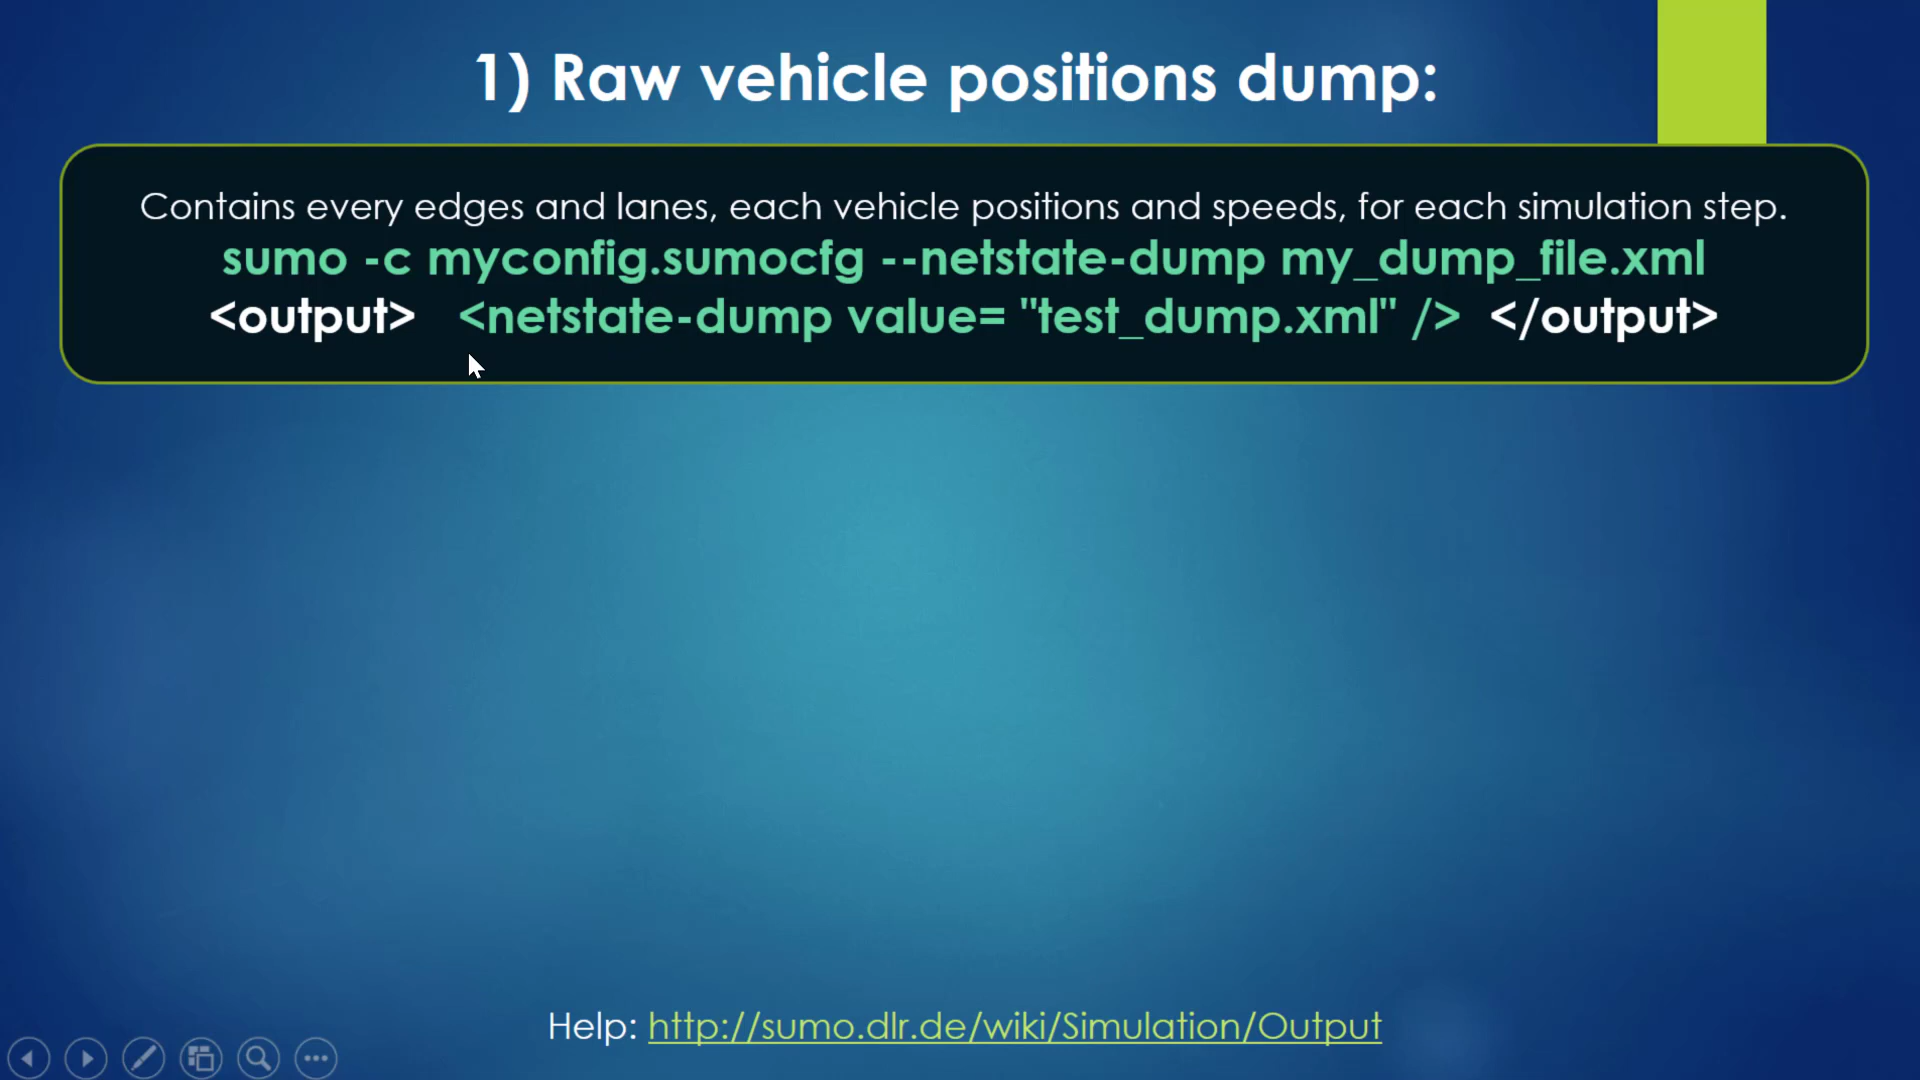 1) Raw vehicle positions dump:
Contains every edges and lanes, each vehicle positions and speeds, for each simulation step.
sumo -c myconfig.sumocfg --netstate-dump my_dump_file.xml
<output> <netstate-dump value= "test_dump.xml" /> </output>
Help: http://sumo.dlr.de/wiki/Simulation/Output